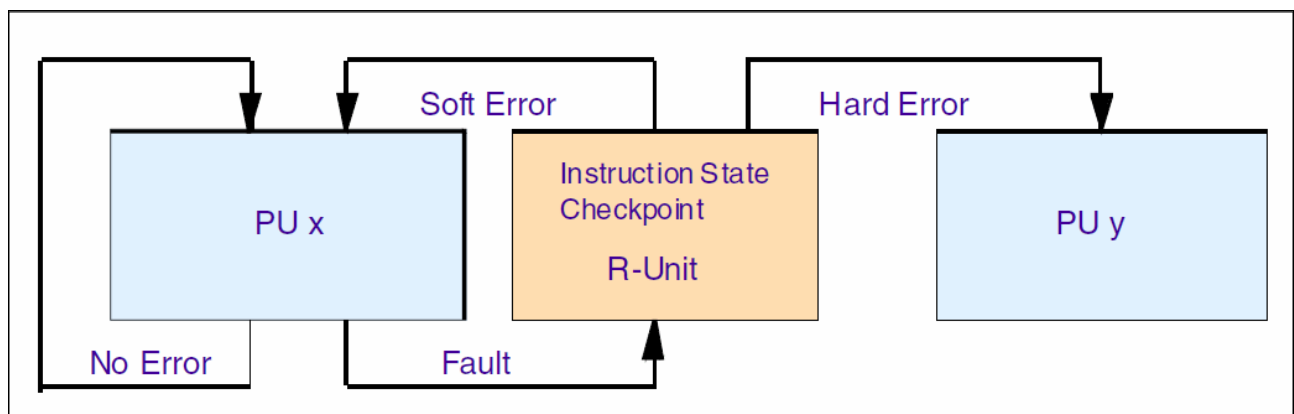 Soft Error
Hard Error
PU x
Instruction State
Checkpoint
R-Unit
PU y
No Error
Fault